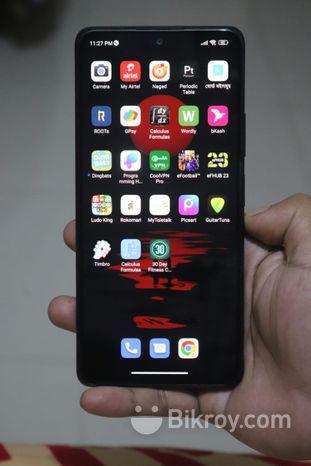 11:27 PM
Camera
My Airtel
Nagad
Periodic Table
ROOTs
GPay
Calculus Formulas
Wordly
bKash
Dingbats
Programming H...
CoolVPN Pro
eFootball™
eFHUB 23
Ludo King
Rokomari
MyTeletalk
Picsart
GuitarTuna
Timbro
Calculus Formulas
30 Day Fitness C...
Bikroy.com